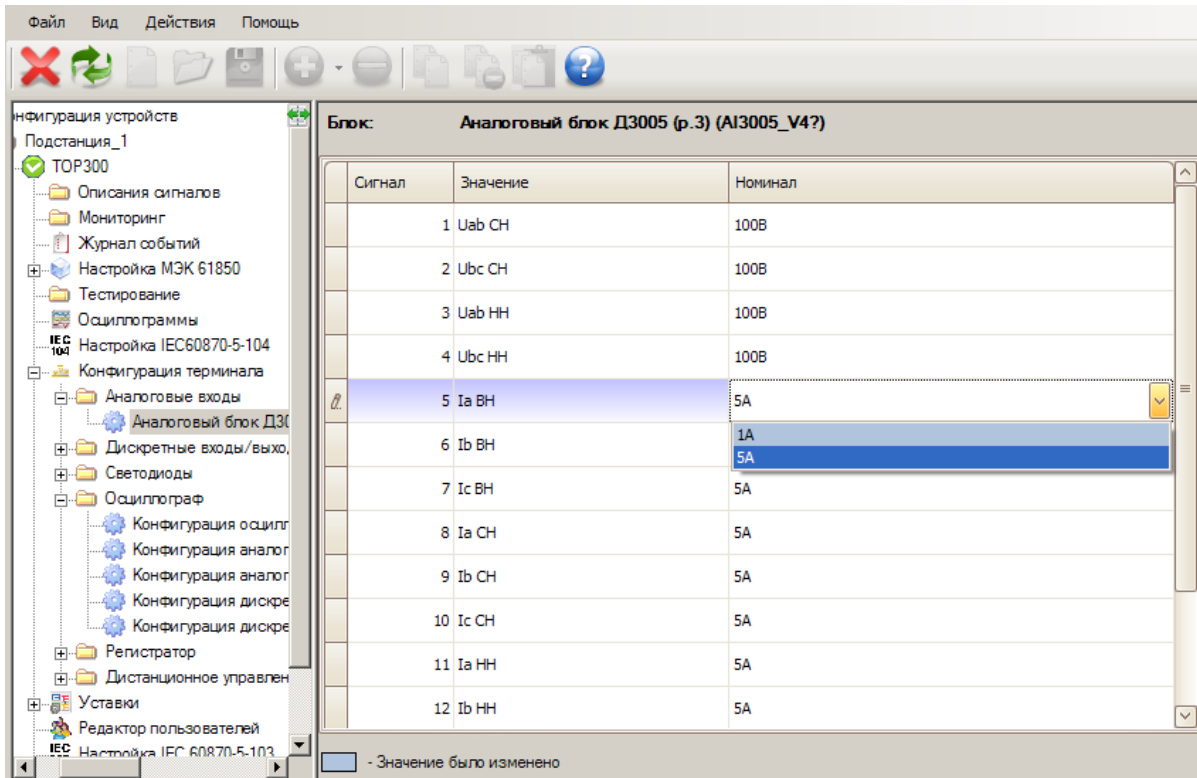 Файл Вид Действия Помощь
нфигурация устройств
Подстанция_1
ТОР300
Описания сигналов
Мониторинг
Журнал событий
Настройка МЭК 61850
Тестирование
Осциллограммы
IEC 104 Настройка IEC60870-5-104
Конфигурация терминала
Аналоговые входы
Аналоговый блок Д30
Дискретные входы/выхо,
Светодиоды
Осциллограф
Конфигурация осцилл
Конфигурация аналог
Конфигурация аналог
Конфигурация дискре
Конфигурация дискре
Регистратор
Дистанционное управлен
Уставки
Редактор пользователей
IEC Настройка IEC 60870-5-103
Блок: Аналоговый блок Д3005 (р.3) (AI3005_V4?)
Сигнал Значение Номинал
1 Uab СН 100В
2 Ubc СН 100В
3 Uab НН 100В
4 Ubc НН 100В
5 Ia ВН 5А
1А
5А
6 Ib ВН
7 Ic ВН 5А
8 Ia СН 5А
9 Ib СН 5А
10 Ic СН 5А
11 Ia НН 5А
12 Ib НН 5А
- Значение было изменено